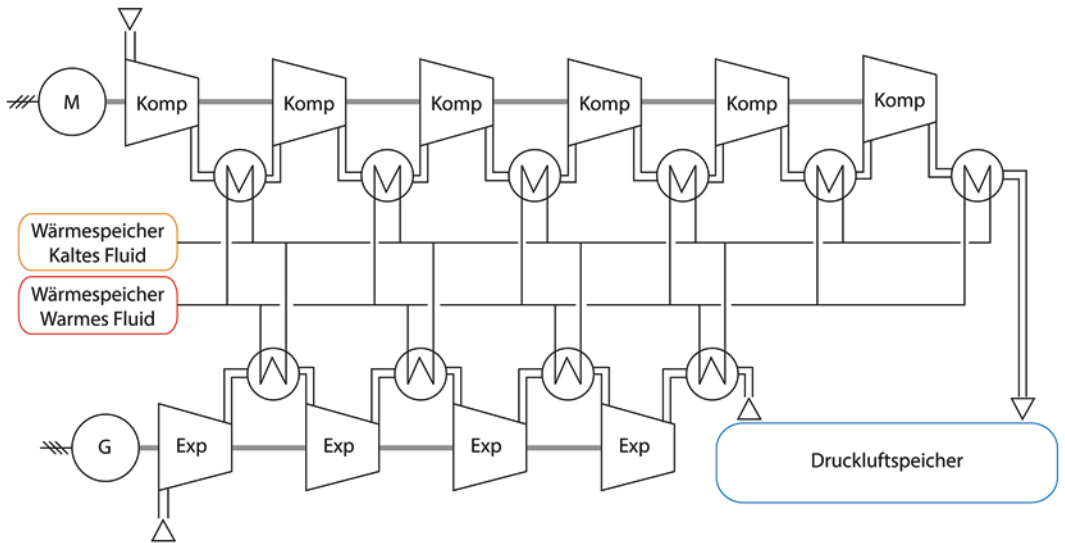 M
Komp
Komp
Komp
Komp
Komp
Komp
Wärmespeicher
Kaltes Fluid
Wärmespeicher
Warmes Fluid
G
Exp
Exp
Exp
Exp
Druckluftspeicher